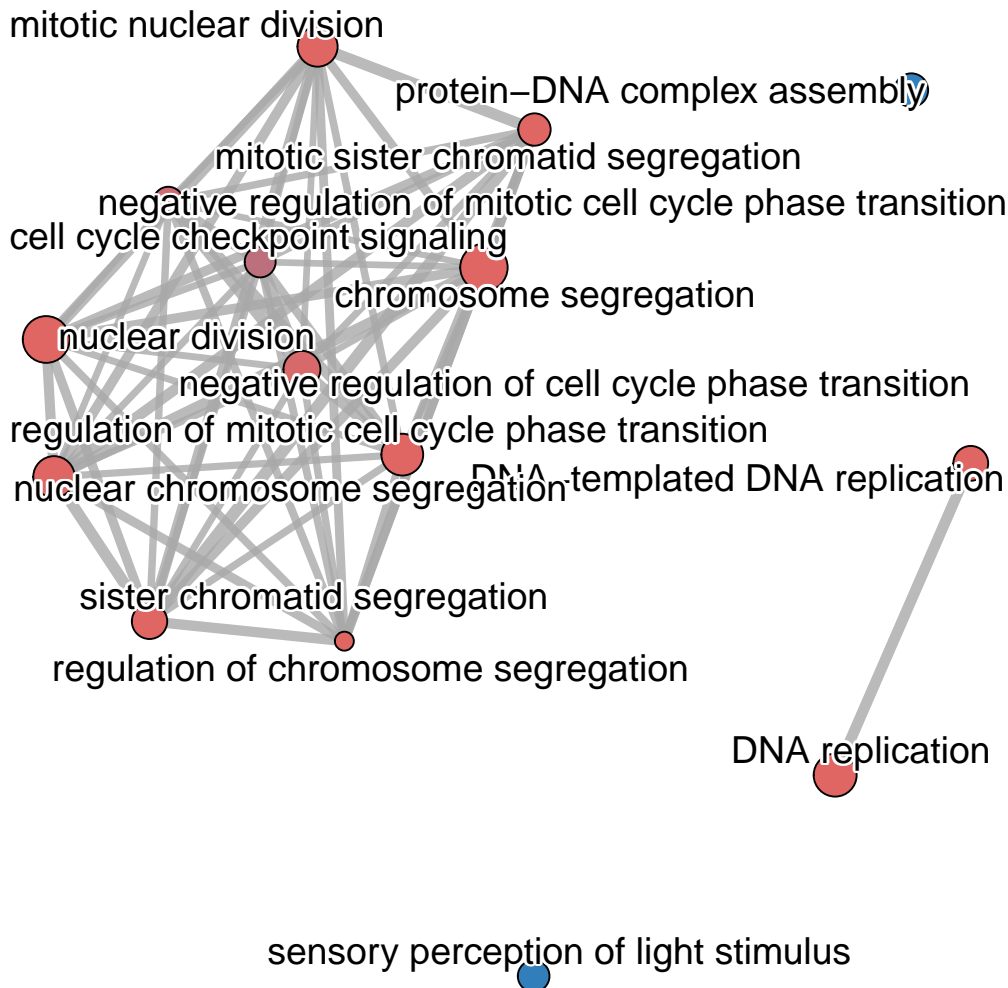 mitotic nuclear division
protein−DNA complex assembly
mitotic sister chromatid segregation
negative regulation of mitotic cell cycle phase transition
cell cycle checkpoint signaling
chromosome segregation
nuclear division
negative regulation of cell cycle phase transition
regulation of mitotic cell cycle phase transition
DNA−templated DNA replication
nuclear chromosome segregation
sister chromatid segregation
regulation of chromosome segregation
DNA replication
sensory perception of light stimulus